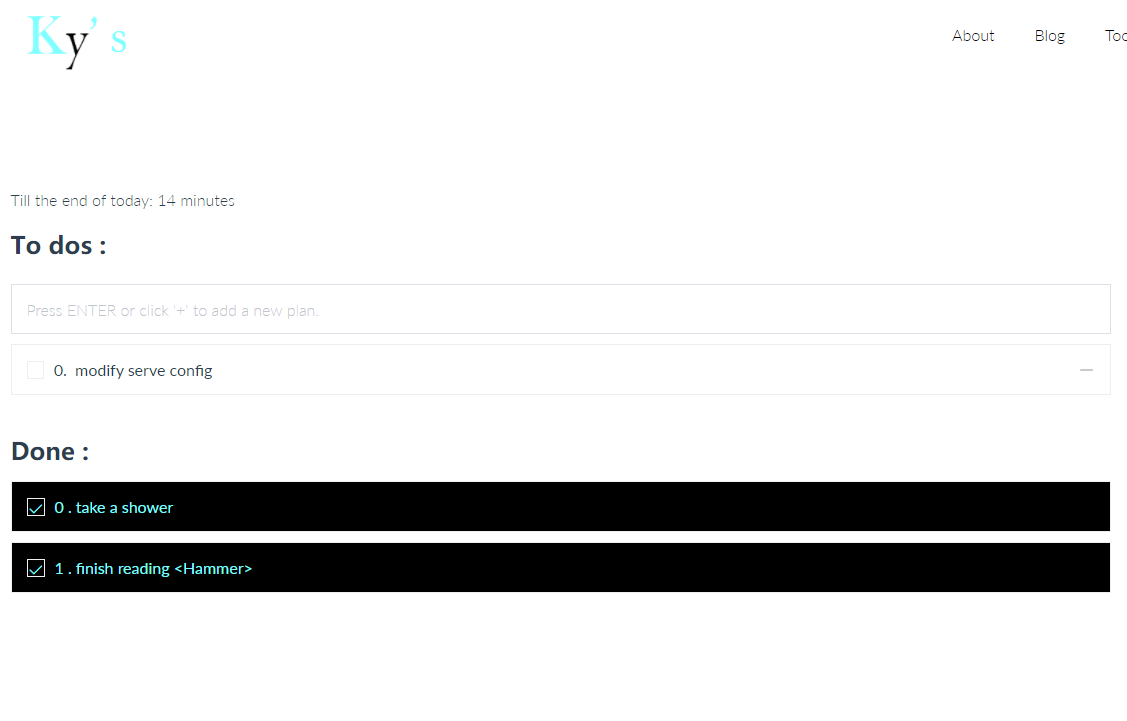 Ky's
About Blog Too
Till the end of today: 14 minutes
To dos :
Press ENTER or click '+' to add a new plan.
0. modify serve config
Done :
0 . take a shower
1 . finish reading <Hammer>